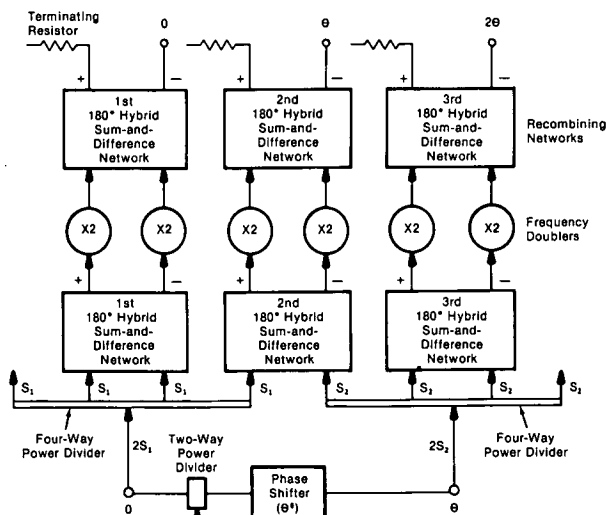 Terminating
Resistor
0
θ
2θ
+
−
+
−
+
−
1st
180° Hybrid
Sum-and-
Difference
Network
2nd
180° Hybrid
Sum-and-
Difference
Network
3rd
180° Hybrid
Sum-and-
Difference
Network
Recombining
Networks
X2
X2
X2
X2
X2
X2
Frequency
Doublers
+
−
+
−
+
−
1st
180° Hybrid
Sum-and-
Difference
Network
2nd
180° Hybrid
Sum-and-
Difference
Network
3rd
180° Hybrid
Sum-and-
Difference
Network
S₁
S₁
S₁
S₁
S₂
S₂
S₂
S₂
Four-Way
Power Divider
2S₁
Two-Way
Power
Divider
2S₂
Four-Way
Power Divider
Phase
Shifter
(θ°)
0
θ